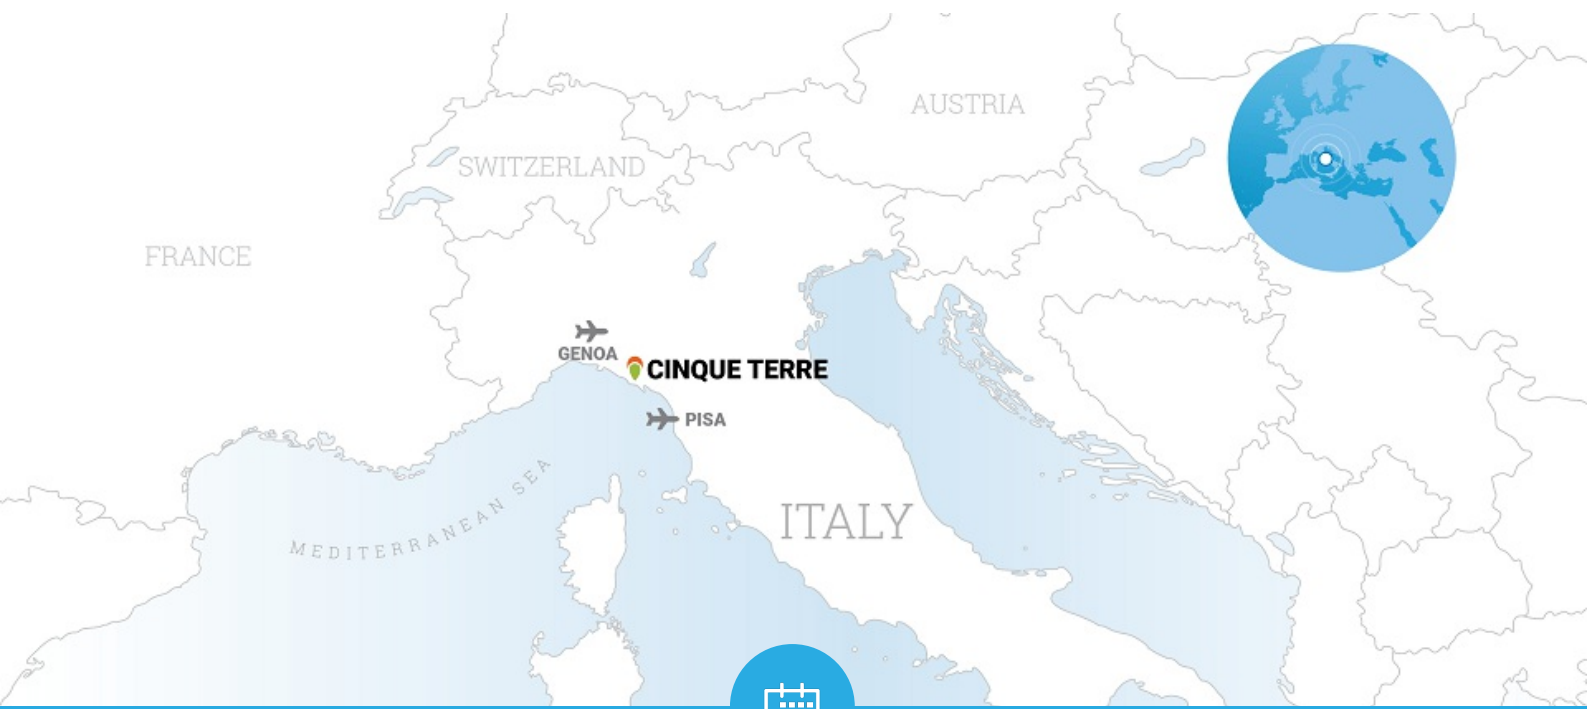 AUSTRIA
SWITZERLAND
FRANCE
GENOA
CINQUE TERRE
PISA
MEDITERRANEAN SEA
ITALY